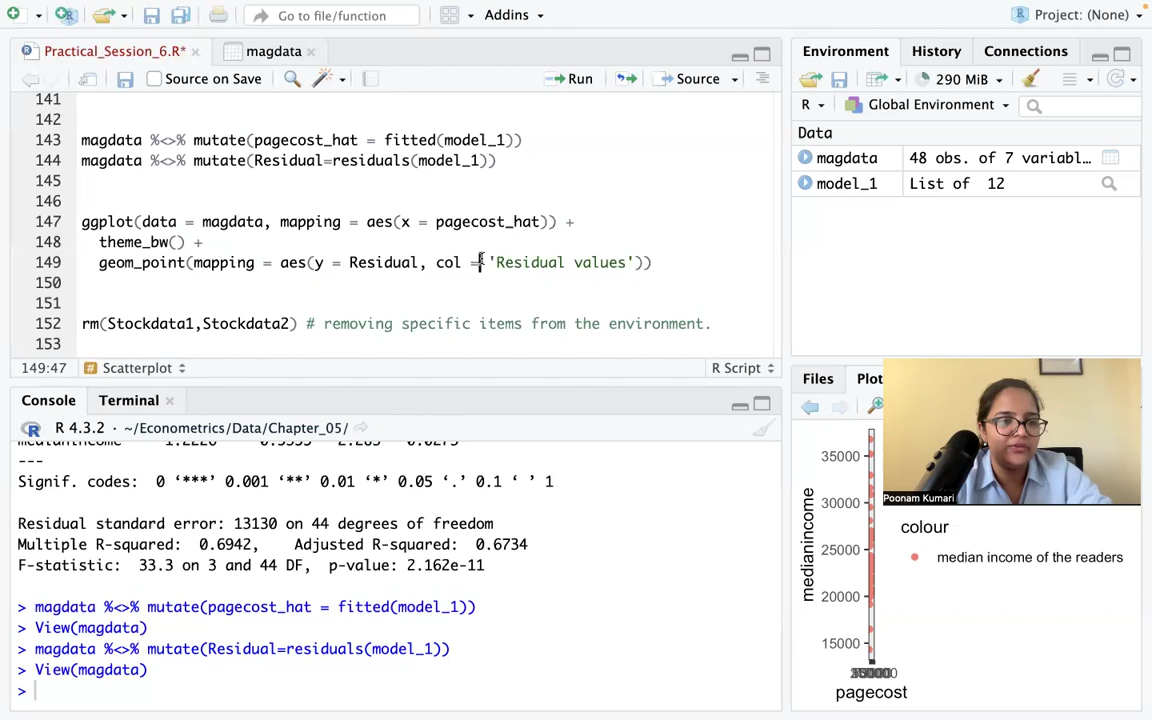 Go to file/function
Addins
Project: (None)
Practical_Session_6.R*
magdata
Source on Save
Run
Source
141
142
143 magdata %<>% mutate(pagecost_hat = fitted(model_1))
144 magdata %<>% mutate(Residual=residuals(model_1))
145
146
147 ggplot(data = magdata, mapping = aes(x = pagecost_hat)) +
148 theme_bw() +
149 geom_point(mapping = aes(y = Residual, col = 'Residual values'))
150
151
152 rm(Stockdata1,Stockdata2) # removing specific items from the environment.
153
149:47 # Scatterplot R Script
Console Terminal
R 4.3.2 · ~/Econometrics/Data/Chapter_05/
---
Signif. codes: 0 ‘***’ 0.001 ‘**’ 0.01 ‘*’ 0.05 ‘.’ 0.1 ‘ ’ 1
Residual standard error: 13130 on 44 degrees of freedom
Multiple R-squared: 0.6942, Adjusted R-squared: 0.6734
F-statistic: 33.3 on 3 and 44 DF, p-value: 2.162e-11
> magdata %<>% mutate(pagecost_hat = fitted(model_1))
> View(magdata)
> magdata %<>% mutate(Residual=residuals(model_1))
> View(magdata)
>
Environment History Connections
290 MiB
R Global Environment
Data
magdata 48 obs. of 7 variabl…
model_1 List of 12
Files Plot
Poonam Kumari
35000
30000
25000
20000
15000
medianincome
pagecost
colour
median income of the readers